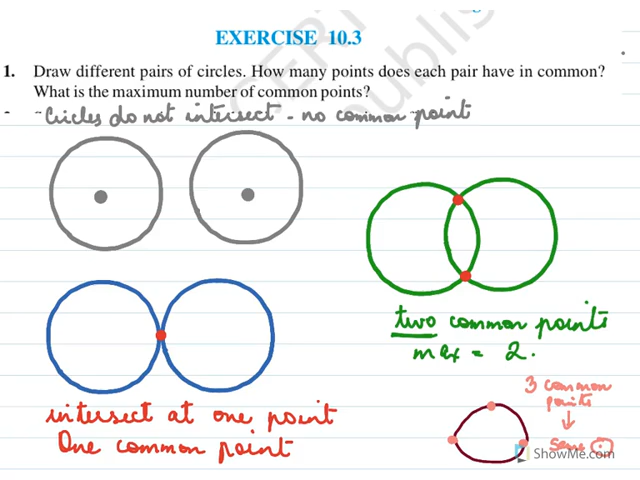 EXERCISE 10.3
1. Draw different pairs of circles. How many points does each pair have in common?
What is the maximum number of common points?
Circles do not intersect - no common point
two common points
max = 2.
3 common
points
↓
same
intersect at one point
One common point
ShowMe.com